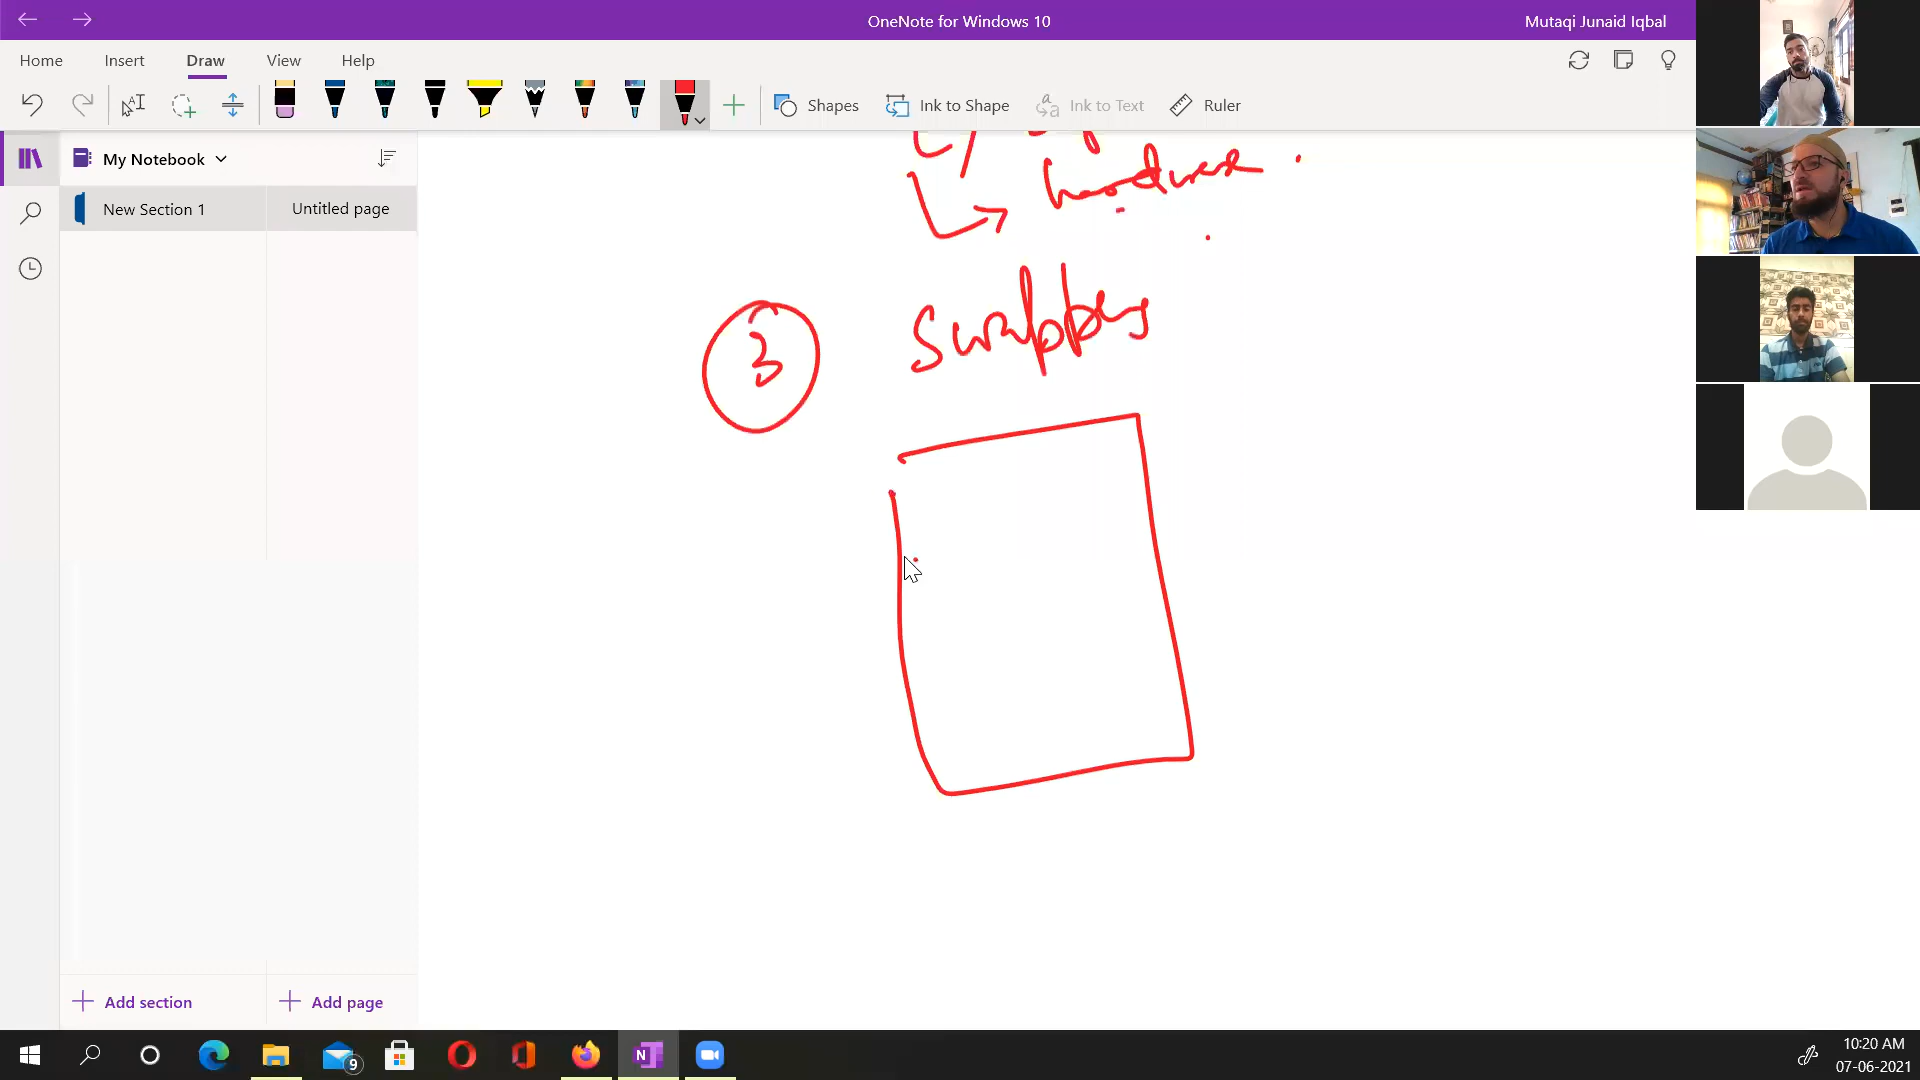 OneNote for Windows 10
Mutaqi Junaid Iqbal
Home Insert Draw View Help
Shapes Ink to Shape Ink to Text Ruler
My Notebook
New Section 1
Untitled page
3
Add section
Add page
9
10:20 AM
07-06-2021